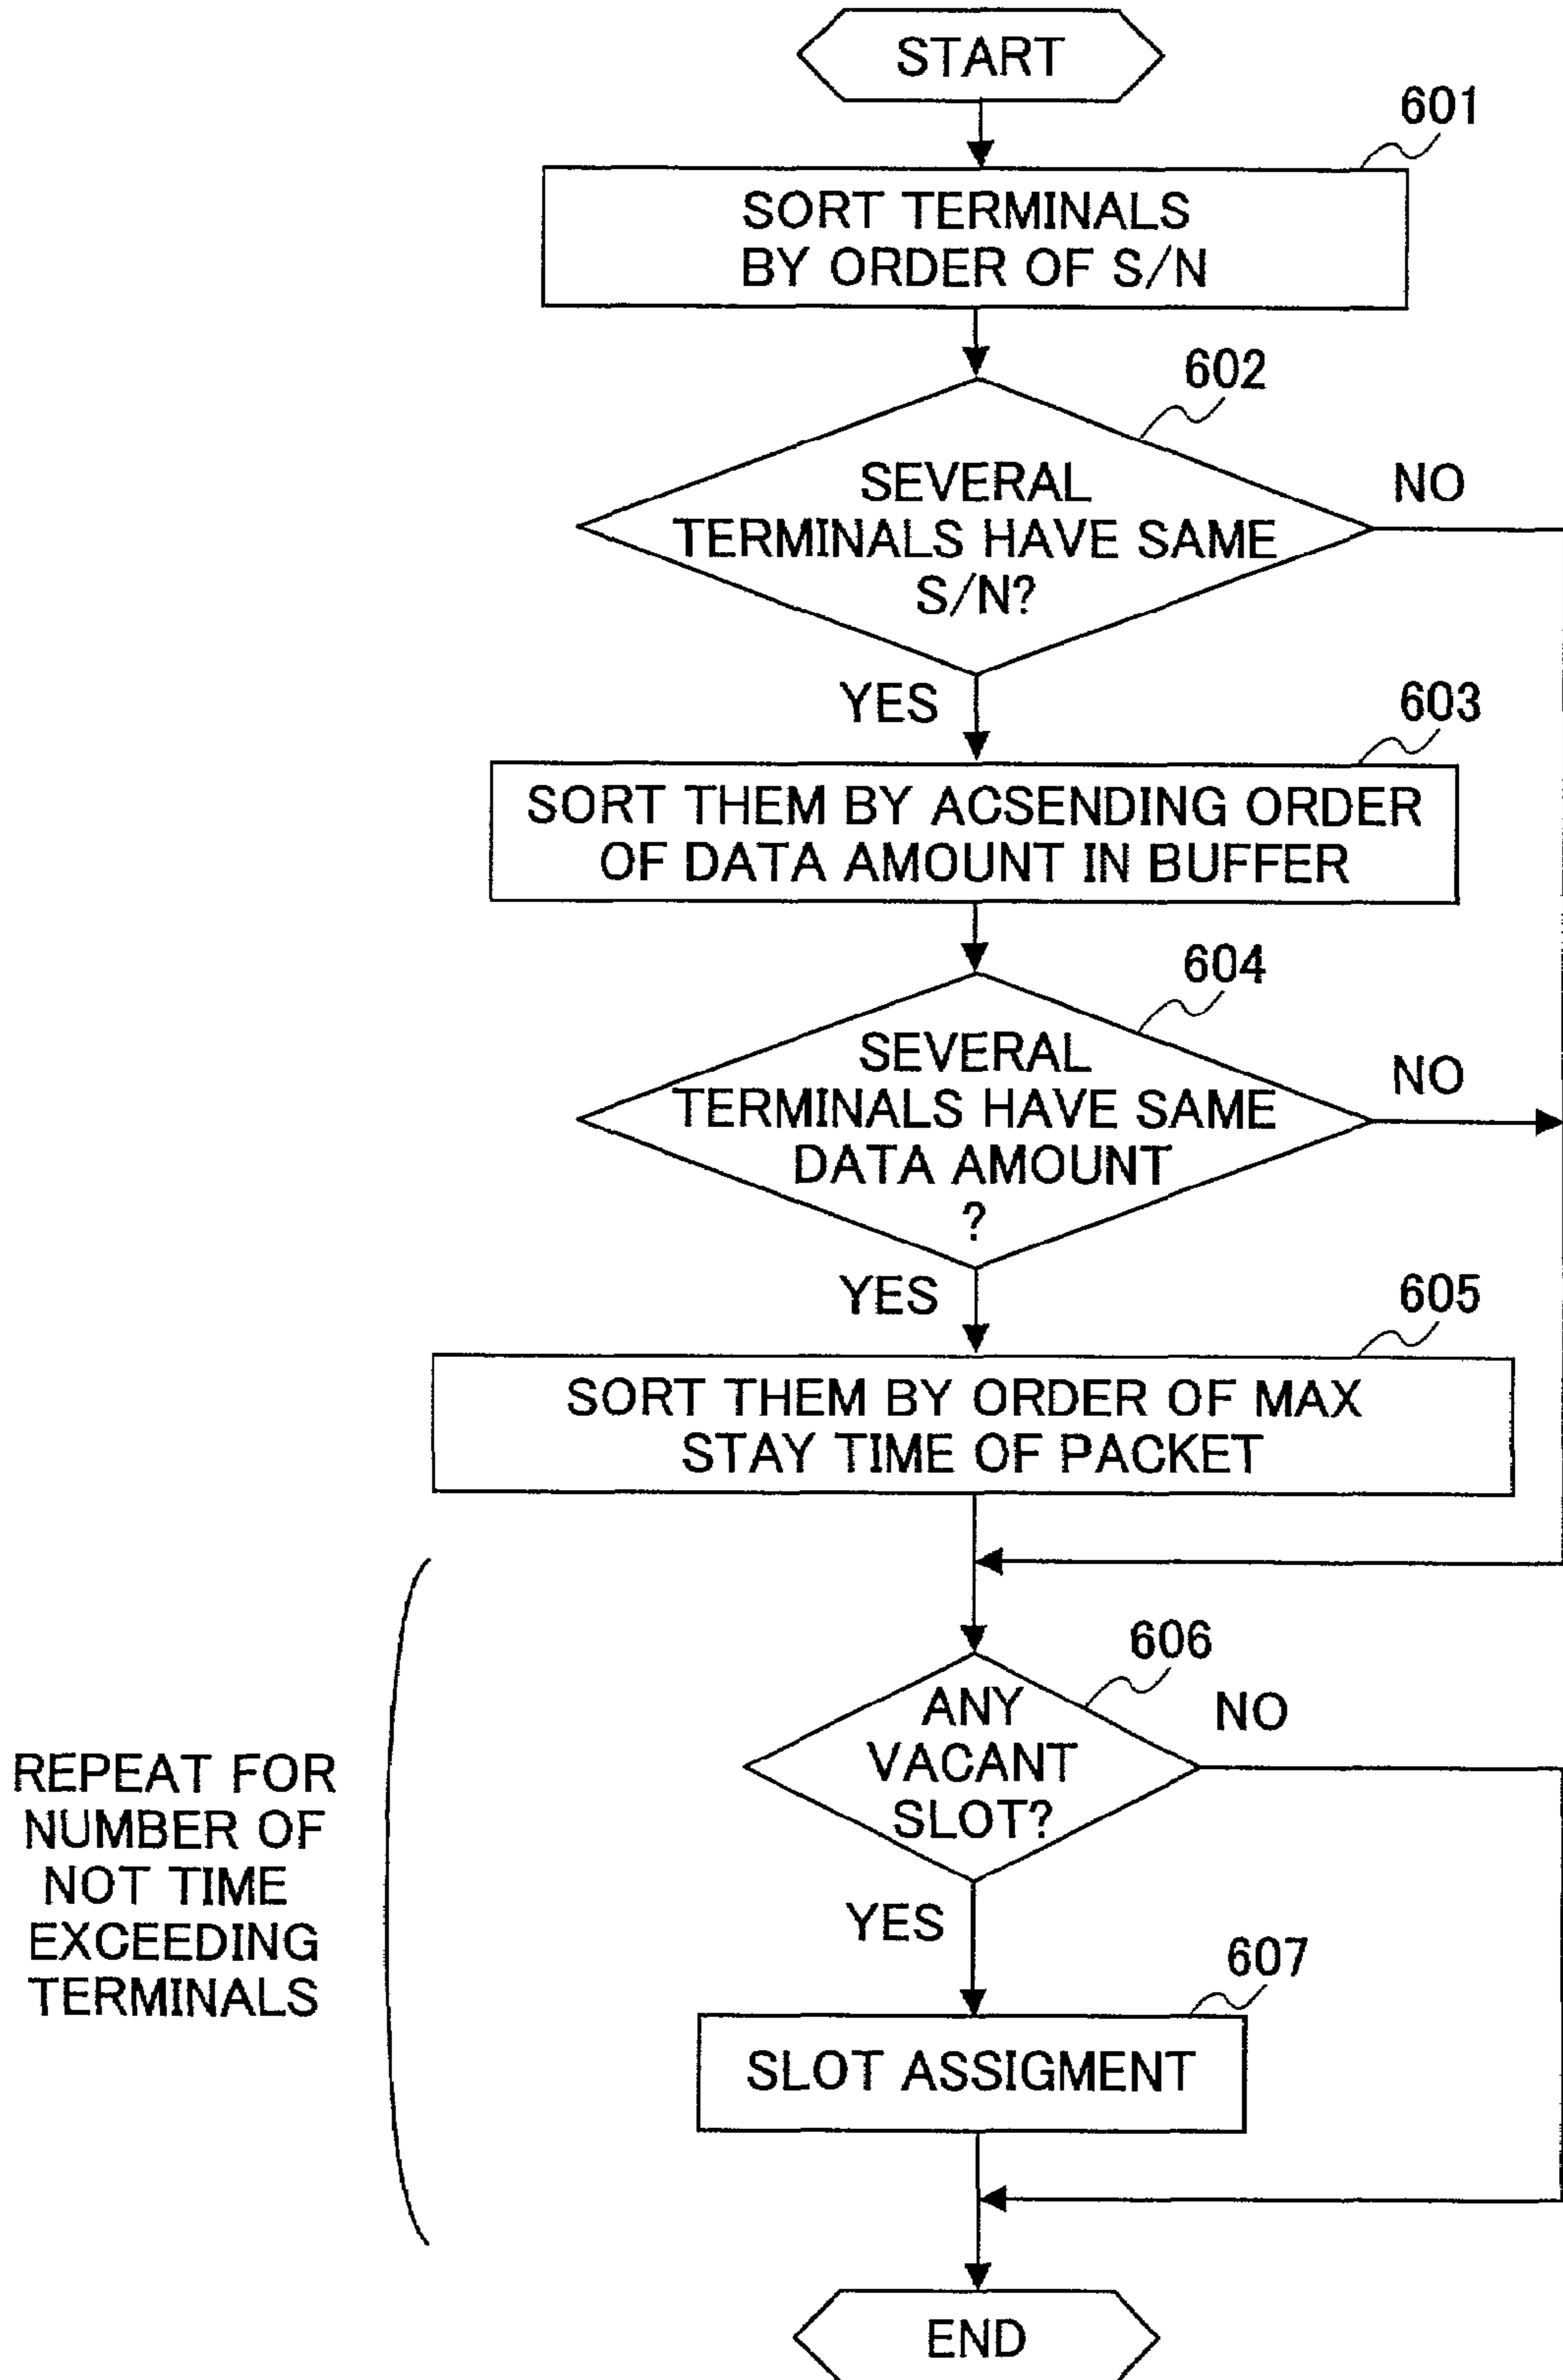 START
601
SORT TERMINALS
BY ORDER OF S/N
602
SEVERAL
TERMINALS HAVE SAME
S/N?
NO
YES
603
SORT THEM BY ACSENDING ORDER
OF DATA AMOUNT IN BUFFER
604
SEVERAL
TERMINALS HAVE SAME
DATA AMOUNT
?
NO
YES
605
SORT THEM BY ORDER OF MAX
STAY TIME OF PACKET
606
ANY
VACANT
SLOT?
NO
YES
REPEAT FOR
NUMBER OF
NOT TIME
EXCEEDING
TERMINALS
607
SLOT ASSIGMENT
END